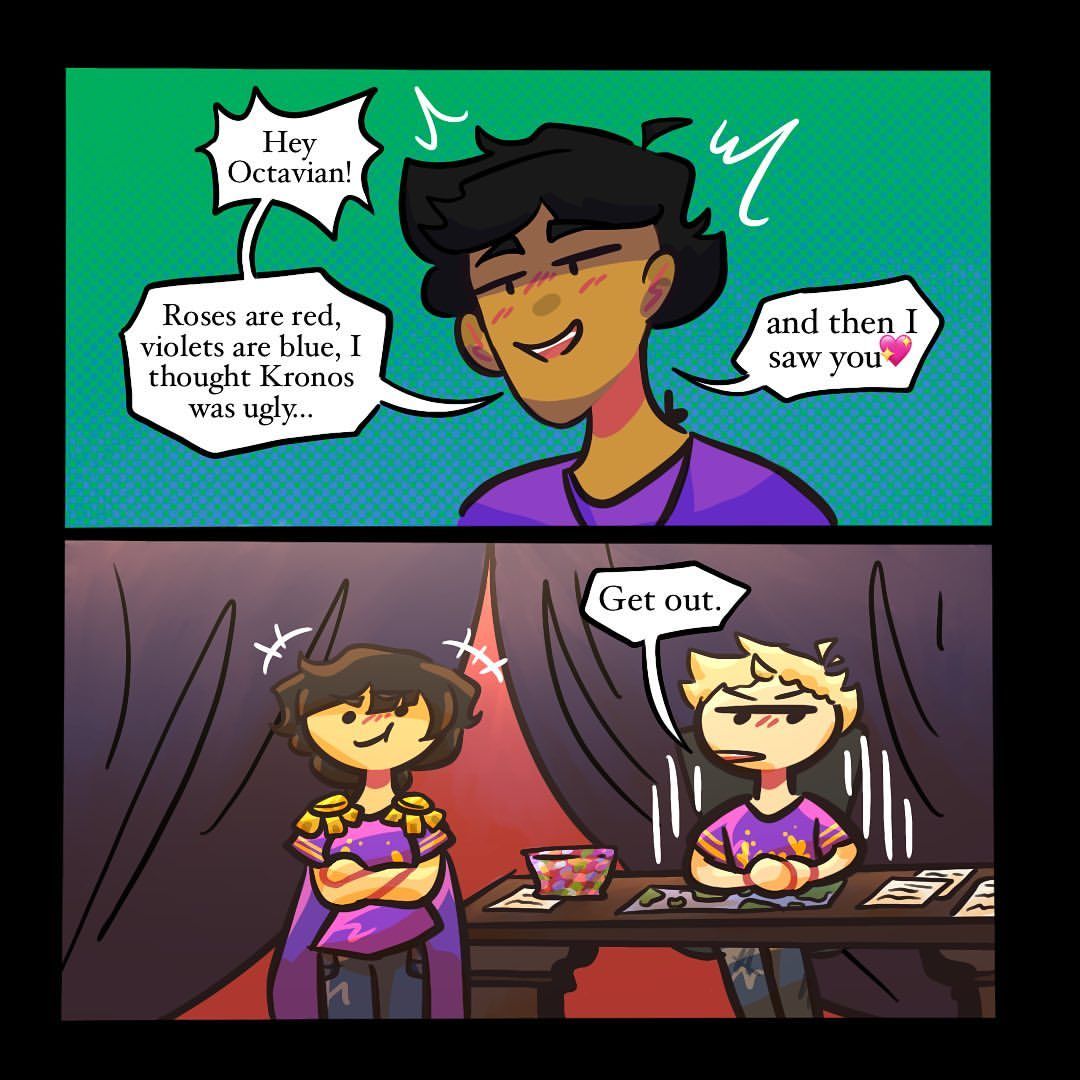 Hey
Octavian!
Roses are red,
violets are blue, I
thought Kronos
was ugly...
and then I
saw you💖
Get out.